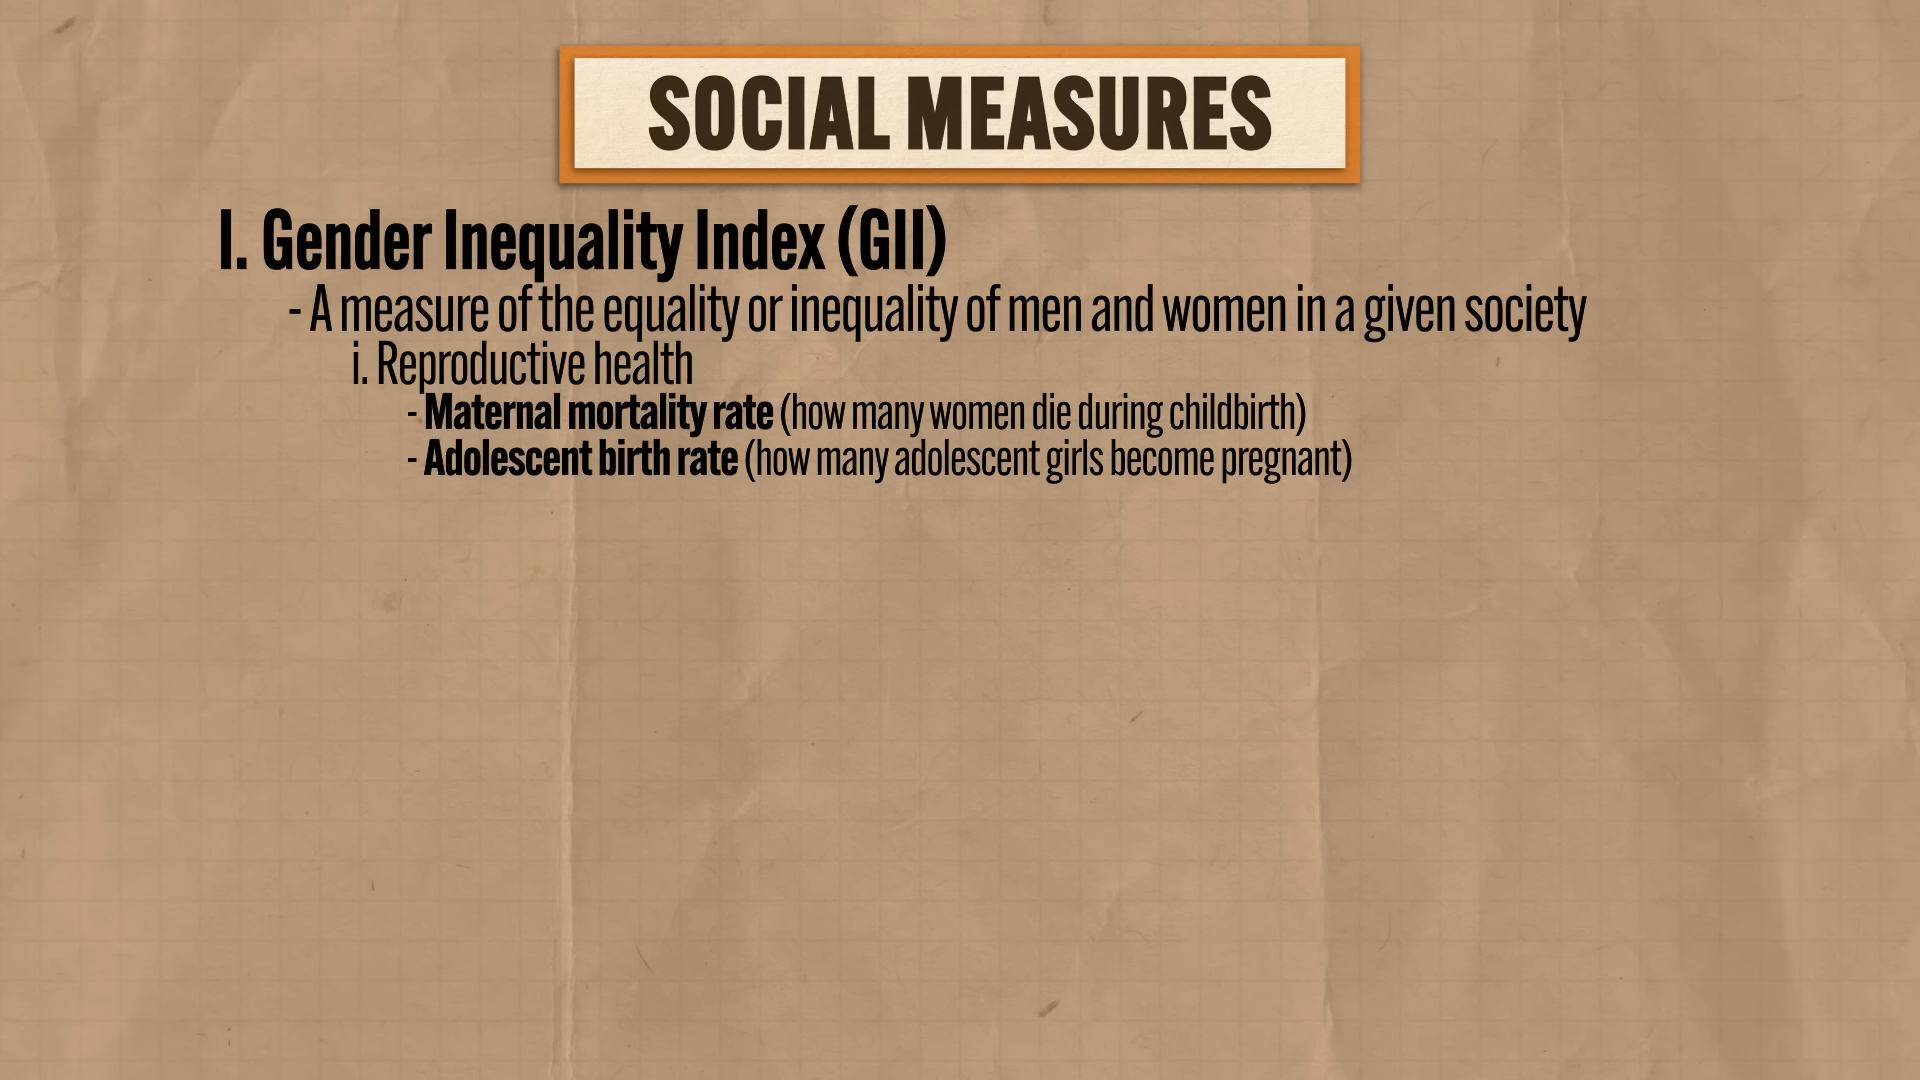 SOCIAL MEASURES
I. Gender Inequality Index (GII)
- A measure of the equality or inequality of men and women in a given society
i. Reproductive health
- Maternal mortality rate (how many women die during childbirth)
- Adolescent birth rate (how many adolescent girls become pregnant)